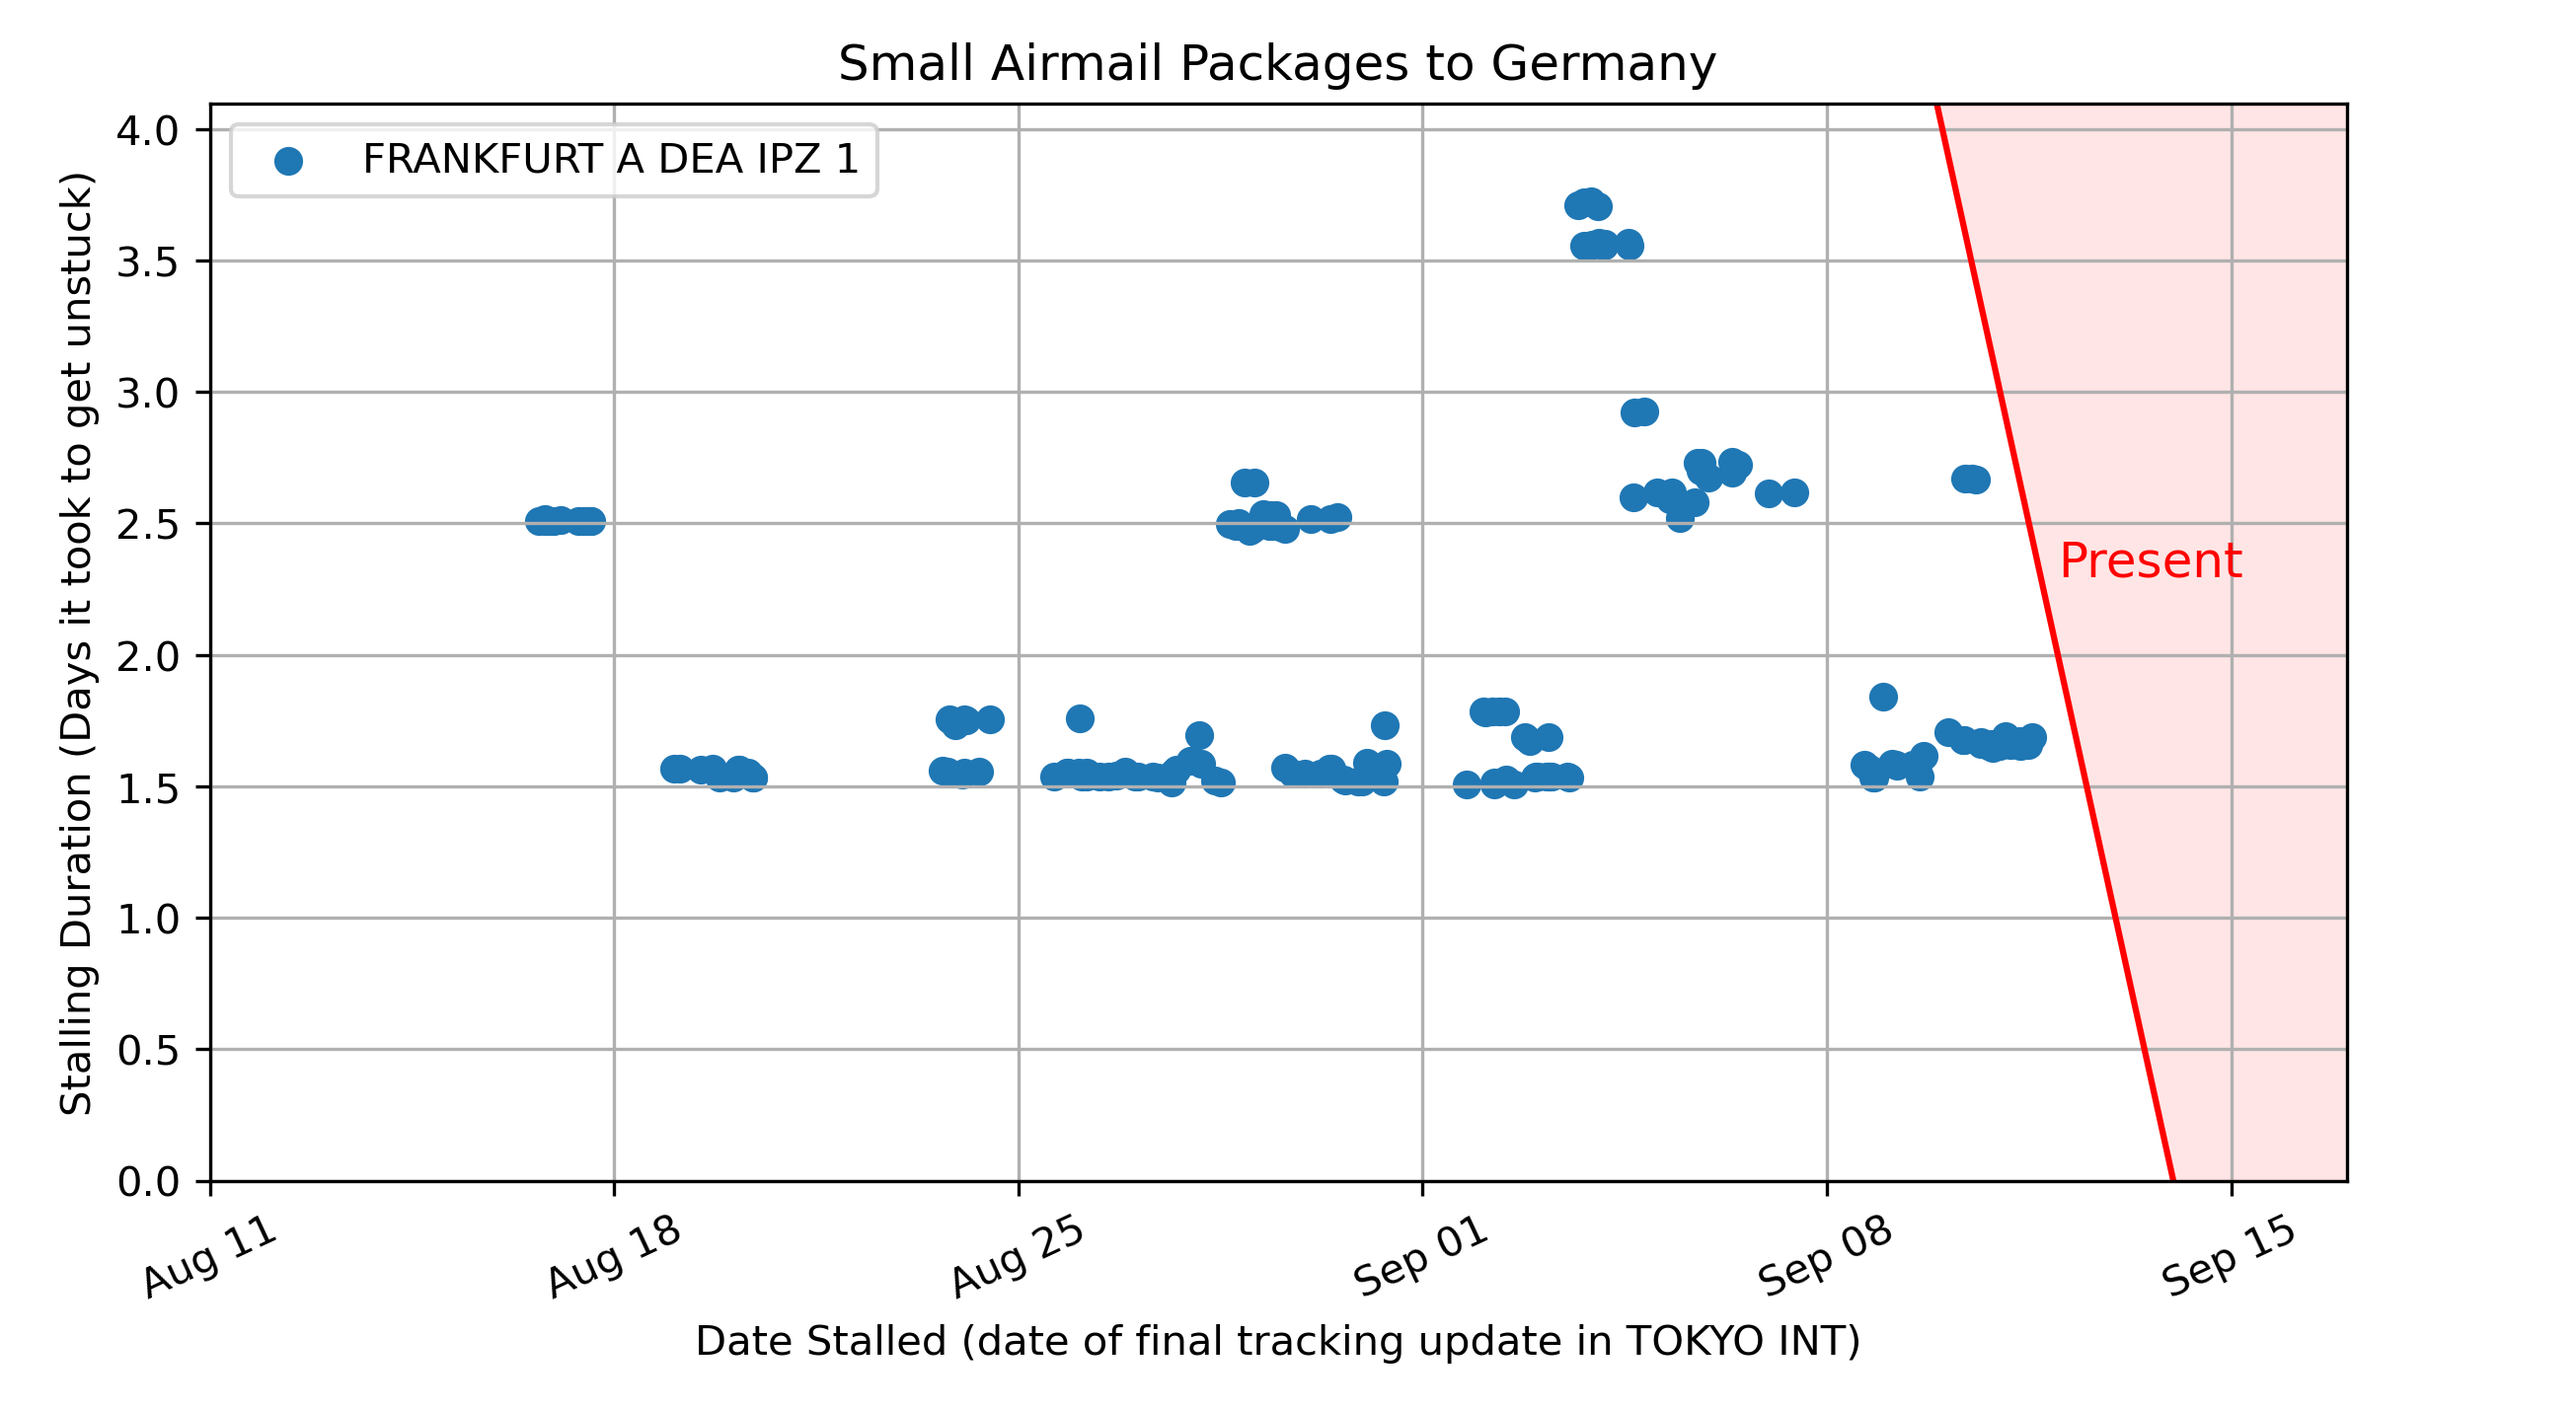 Small Airmail Packages to Germany
FRANKFURT A DEA IPZ 1
Stalling Duration (Days it took to get unstuck)
4.0
3.5
3.0
2.5
2.0
1.5
1.0
0.5
0.0
Present
Aug 11
Aug 18
Aug 25
Sep 01
Sep 08
Sep 15
Date Stalled (date of final tracking update in TOKYO INT)